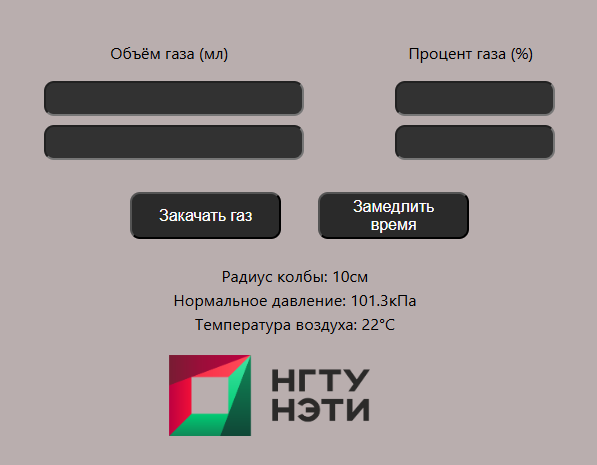 Объём газа (мл)
Процент газа (%)
Закачать газ
Замедлить
время
Радиус колбы: 10см
Нормальное давление: 101.3кПа
Температура воздуха: 22°C
НГТУ
НЭТИ